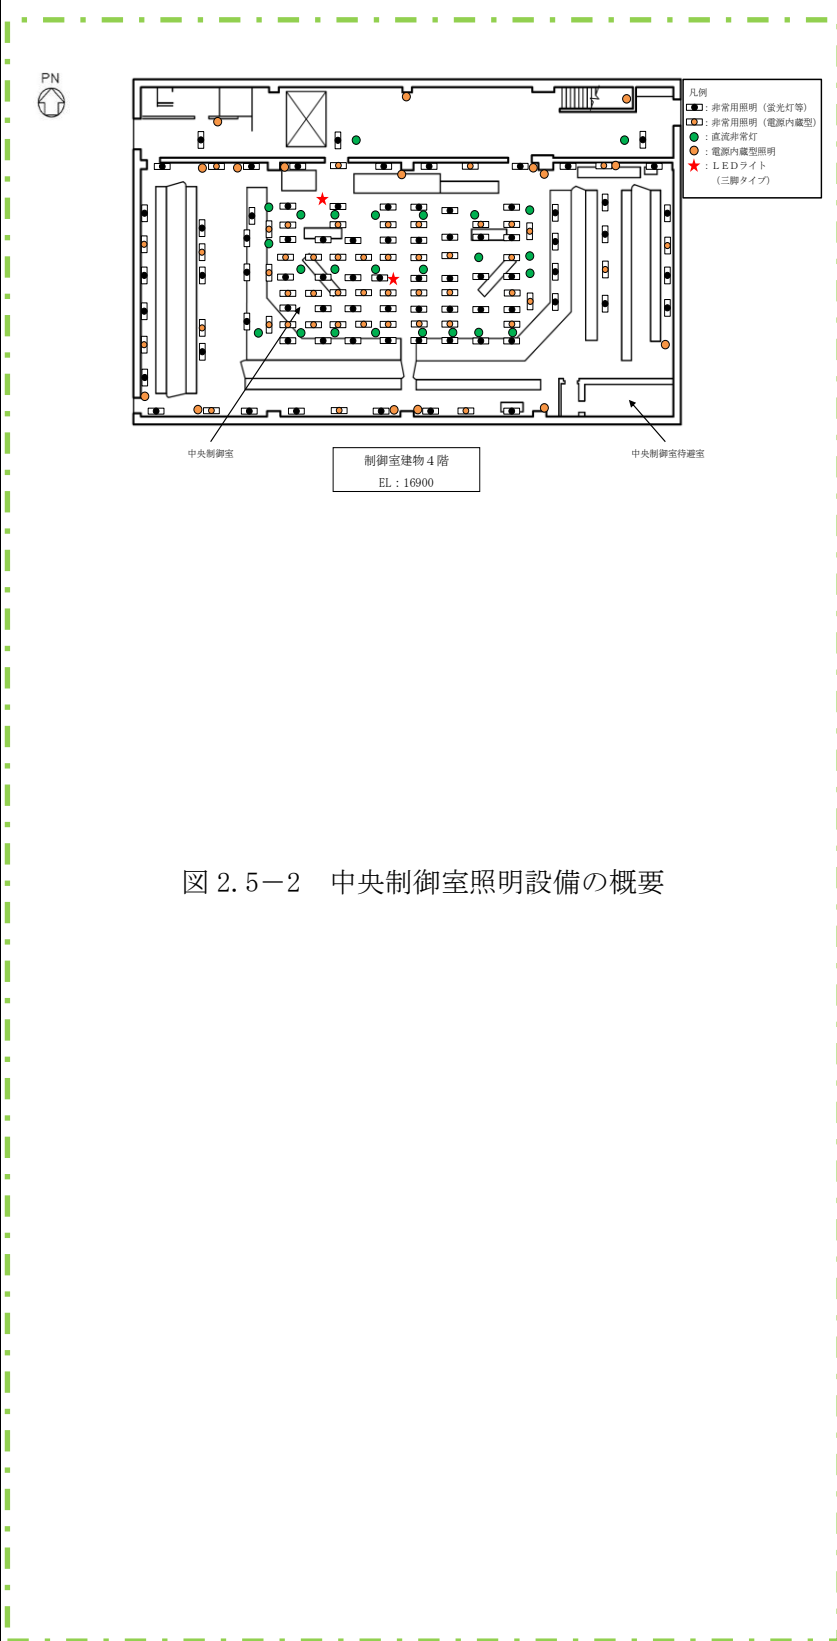 PN
凡例
：非常用照明（蛍光灯等）
：非常用照明（電源内蔵型）
：直流非常灯
：電源内蔵型照明
：ＬＥＤライト
（三脚タイプ）
中央制御室
中央制御室待避室
制御室建物４階
EL：16900
図 2.5－2　中央制御室照明設備の概要